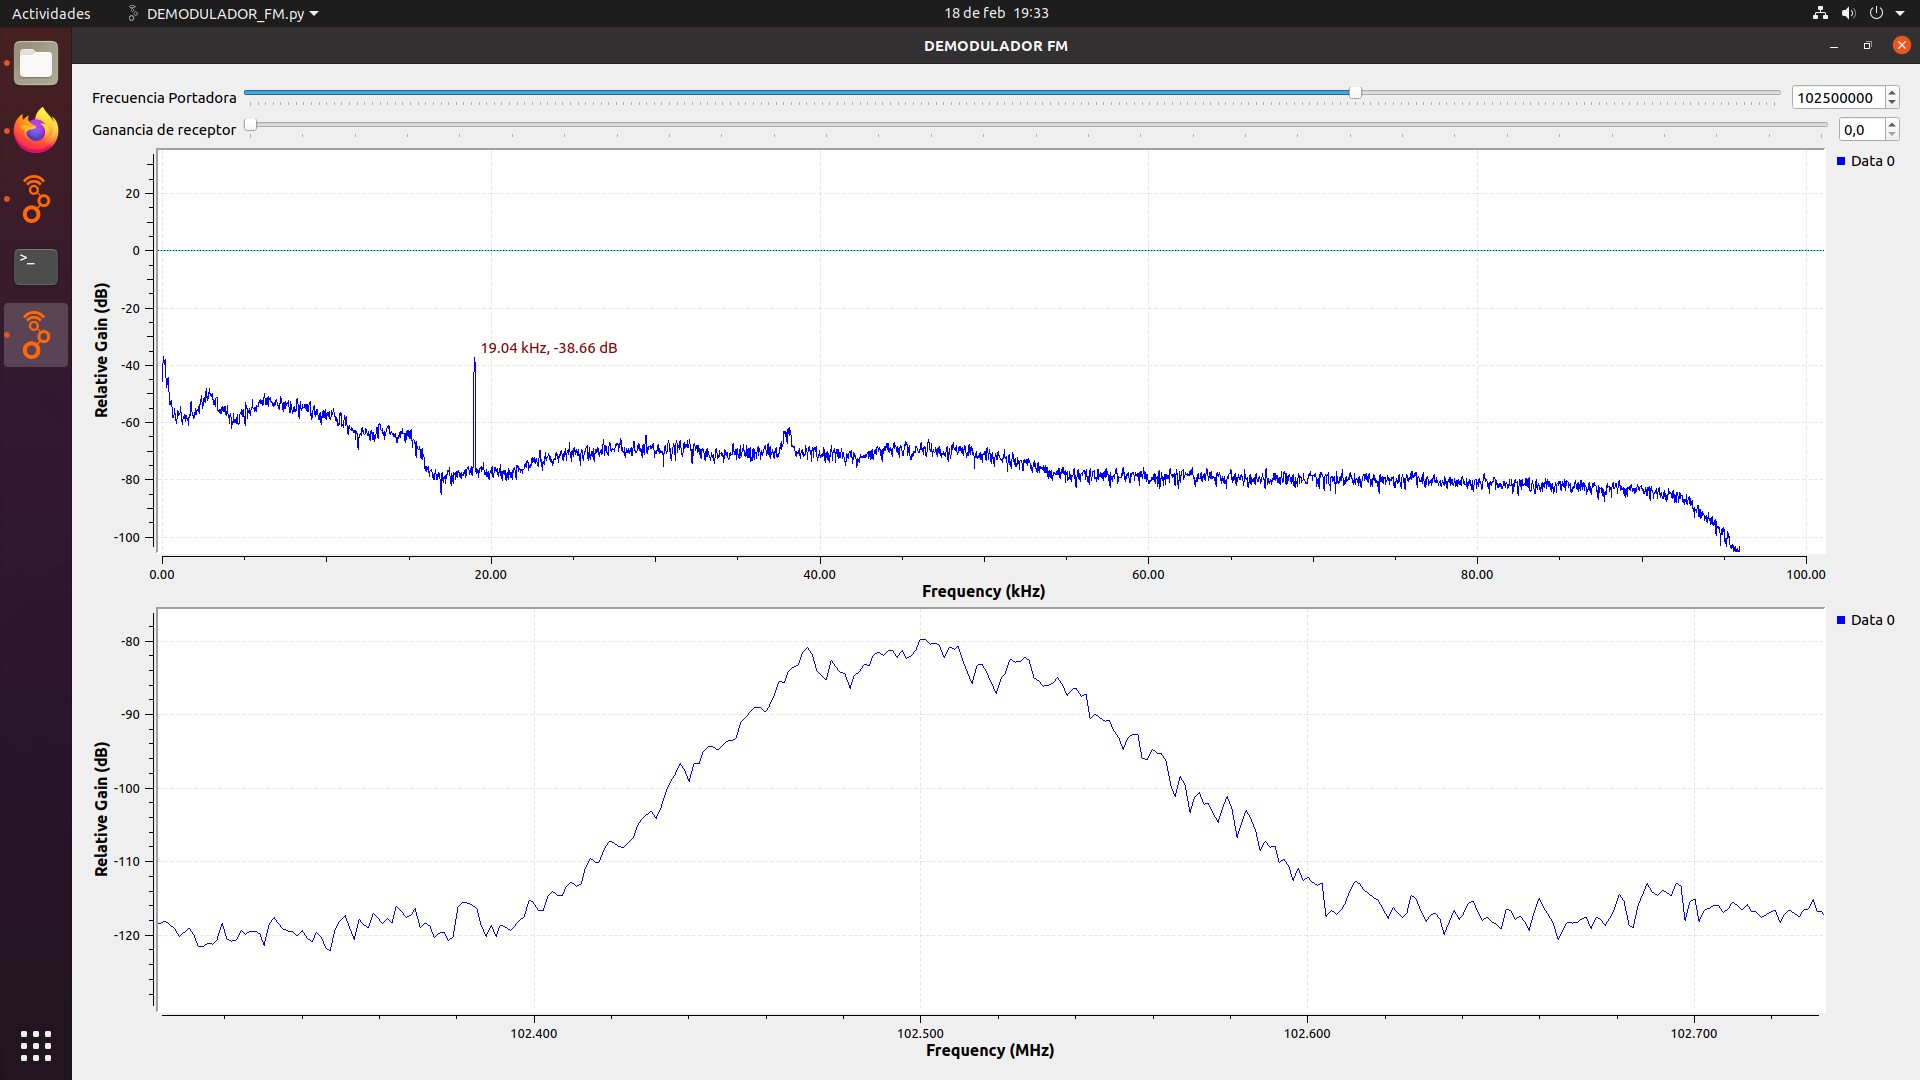 Actividades DEMODULADOR_FM.py 18 de feb 19:33
DEMODULADOR FM
Frecuencia Portadora 102500000
Ganancia de receptor 0,0
Data 0
20
0
-20
-40
-60
-80
-100
Relative Gain (dB)
19.04 kHz, -38.66 dB
0.00 20.00 40.00 60.00 80.00 100.00
Frequency (kHz)
Data 0
-80
-90
-100
-110
-120
Relative Gain (dB)
102.400 102.500 102.600 102.700
Frequency (MHz)
>_